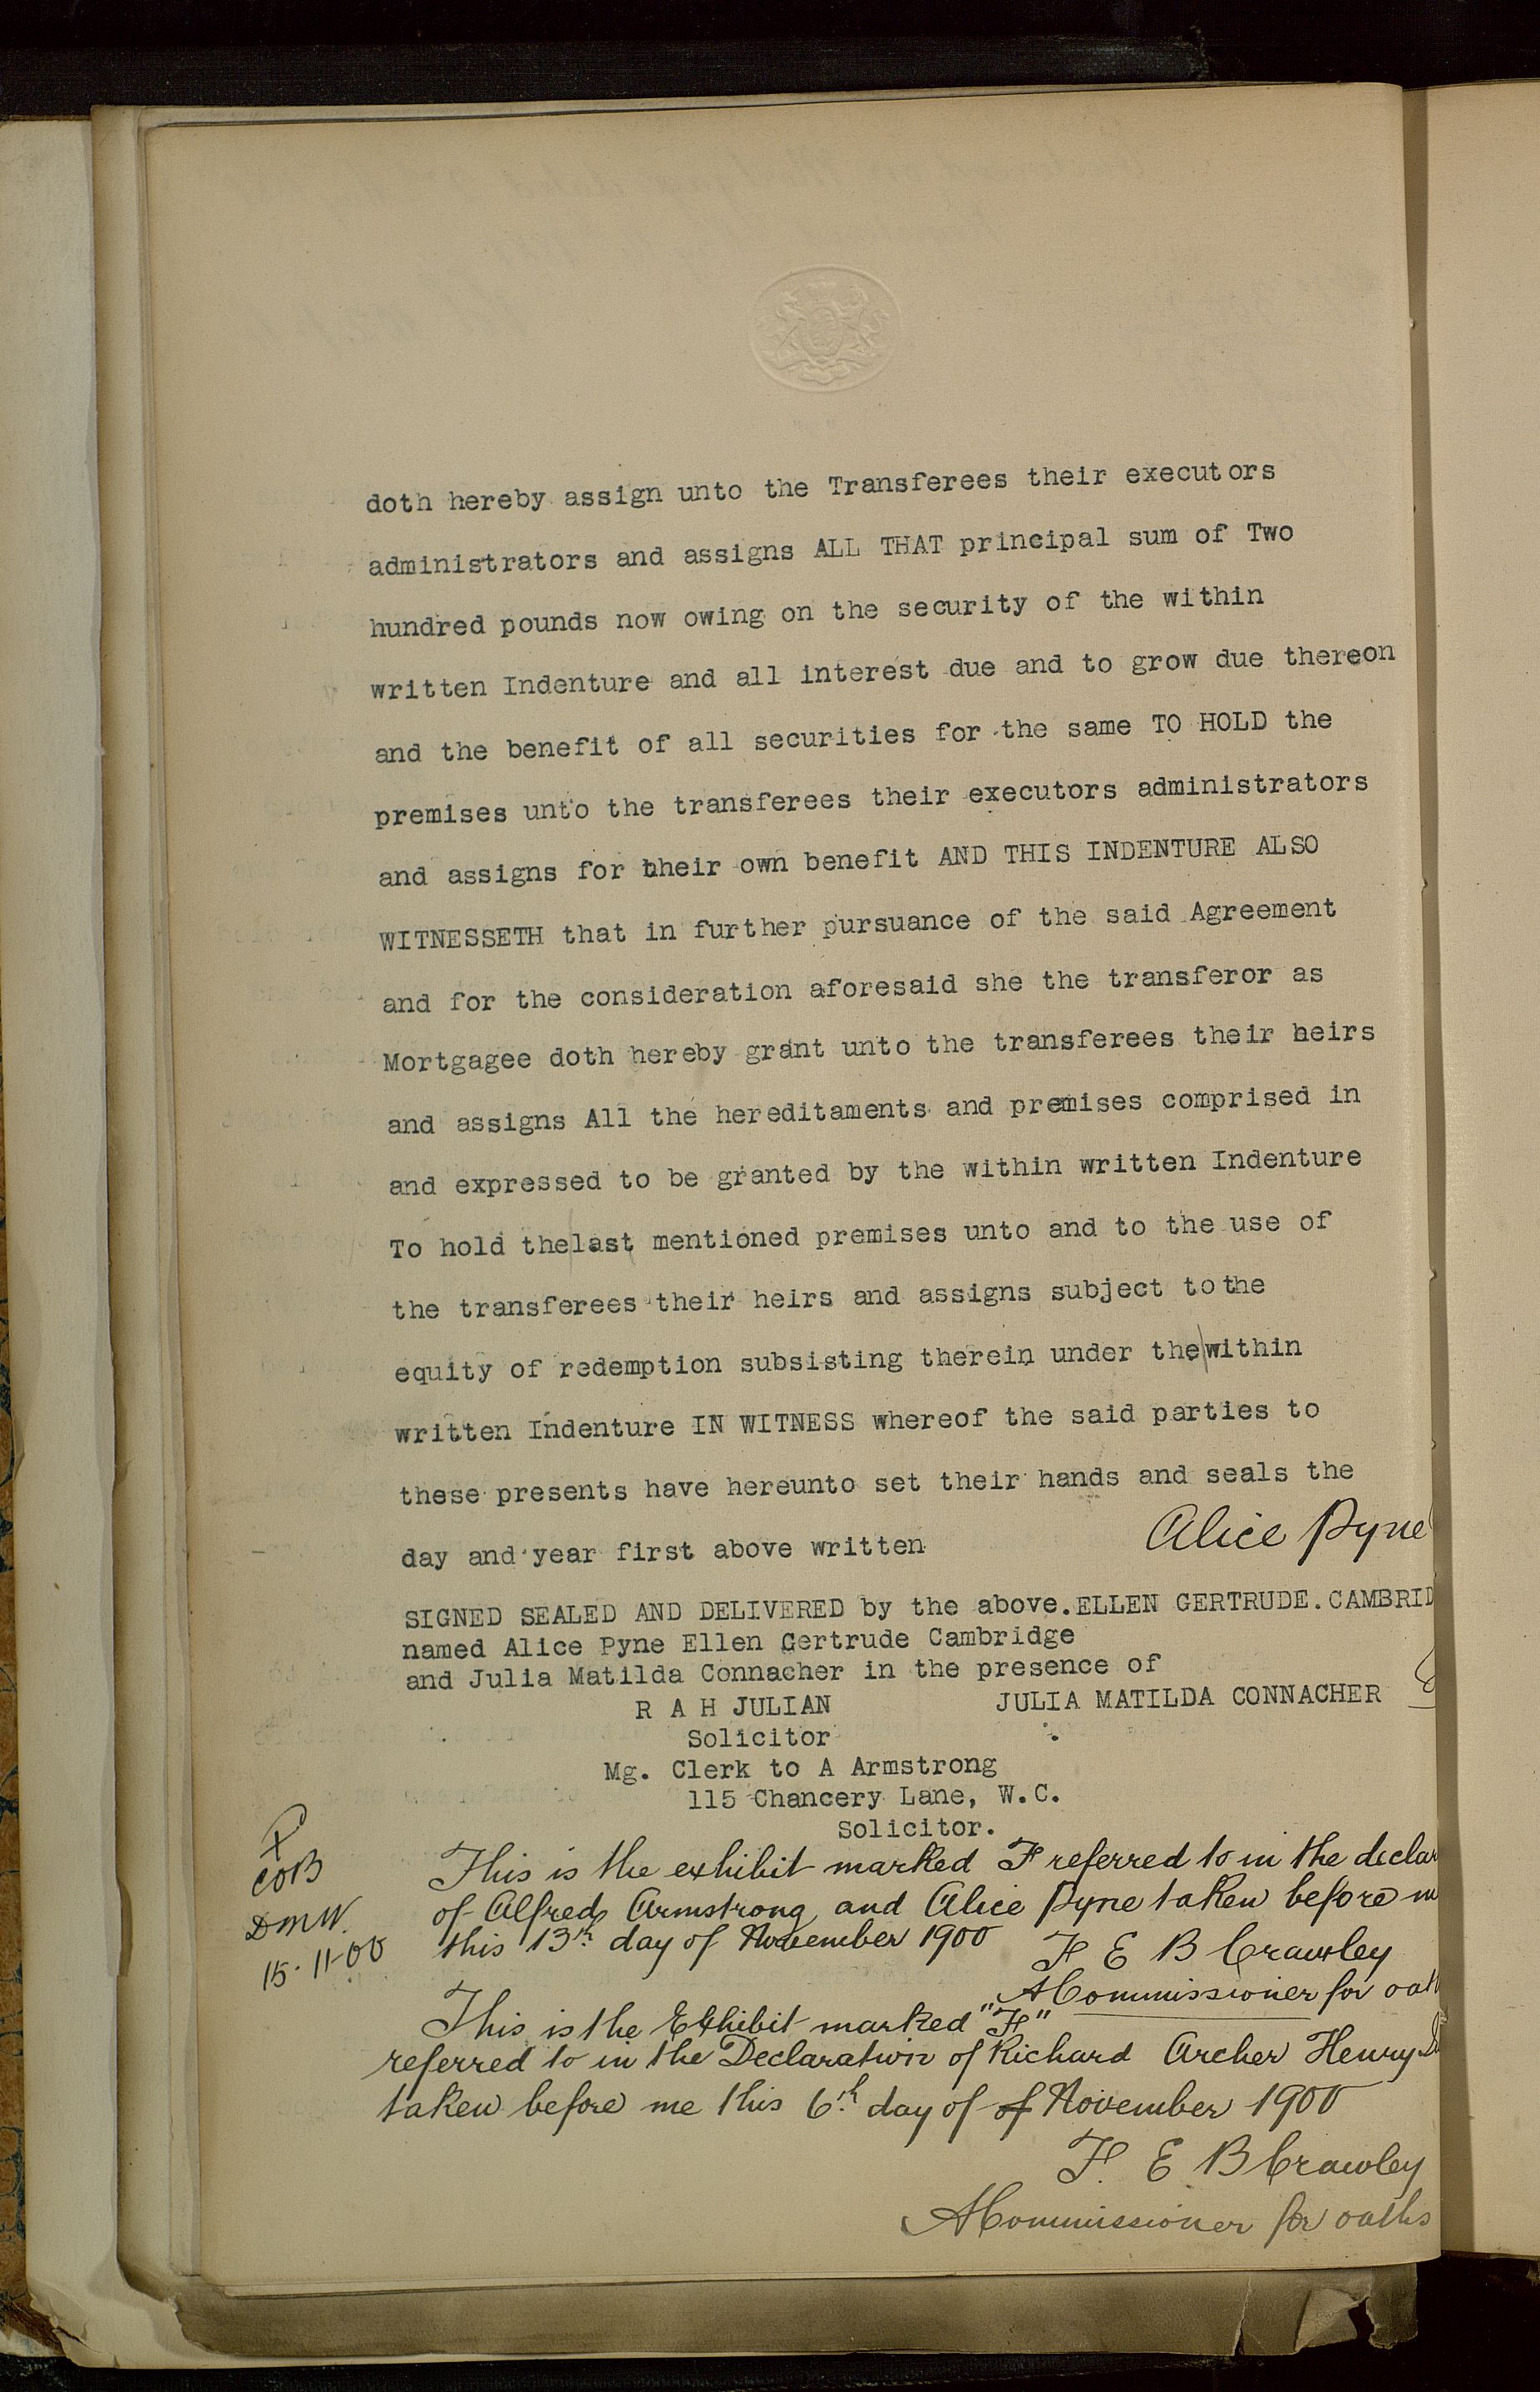 doth hereby assign unto the Transferees their executors
administrators and assigns ALL THAT principal sum of Two
hundred pounds now owing on the security of the within
written Indenture and all interest due and to grow due thereon
and the benefit of all securities for the same TO HOLD the
premises unto the transferees their executors administrators
and assigns for their own benefit AND THIS INDENTURE ALSO
WITNESSETH that in further pursuance of the said Agreement
and for the consideration aforesaid she the transferor as
Mortgagee doth hereby grant unto the transferees their heirs
and assigns All the hereditaments and premises comprised in
and expressed to be granted by the within written Indenture
To hold the last mentioned premises unto and to the use of
the transferees their heirs and assigns subject to the
equity of redemption subsisting therein under the within
written Indenture IN WITNESS whereof the said parties to
these presents have hereunto set their hands and seals the
Alice Pyne
day and year first above written
SIGNED SEALED AND DELIVERED by the above. ELLEN GERTRUDE. CAMBRID
named Alice Pyne Ellen Gertrude Cambridge
and Julia Matilda Connacher in the presence of
R A H JULIAN JULIA MATILDA CONNACHER
Solicitor
Mg. Clerk to A Armstrong
115 Chancery Lane, W.C.
Solicitor.
COB
DMW.
15.11.00
This is the exhibit marked F referred to in the declar
of Alfred Armstrong and Alice Pyne taken before m
this 13th day of November 1900
F E B Crawley
A Commissioner for oath
This is the Exhibit marked "F"
referred to in the Declaration of Richard Archer Henry
taken before me this 6th day of of November 1900
F. E B Crawley
A Commissioner for oaths